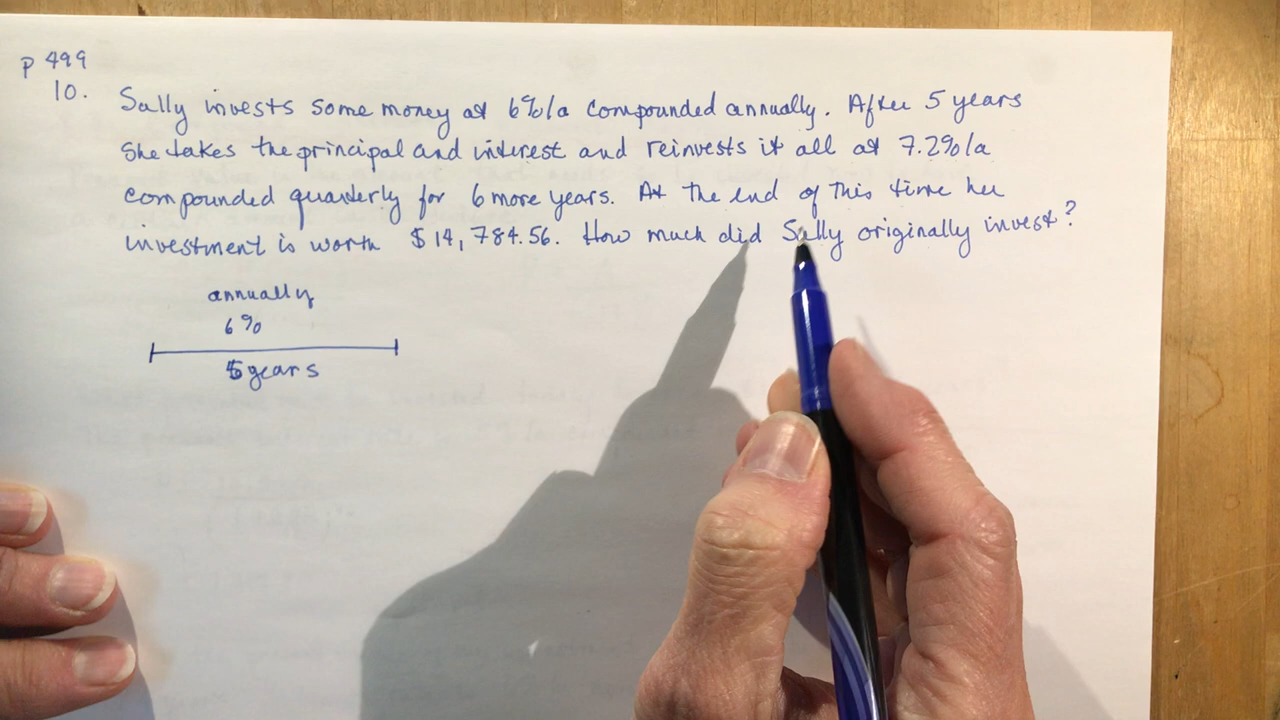 p 499
10. Sally invests some money at 6%/a compounded annually. After 5 years
She takes the principal and interest and reinvests it all at 7.2%/a
compounded quarterly for 6 more years. At the end of this time her
investment is worth $14,784.56. How much did Sally originally invest?
annually
6%
5 years